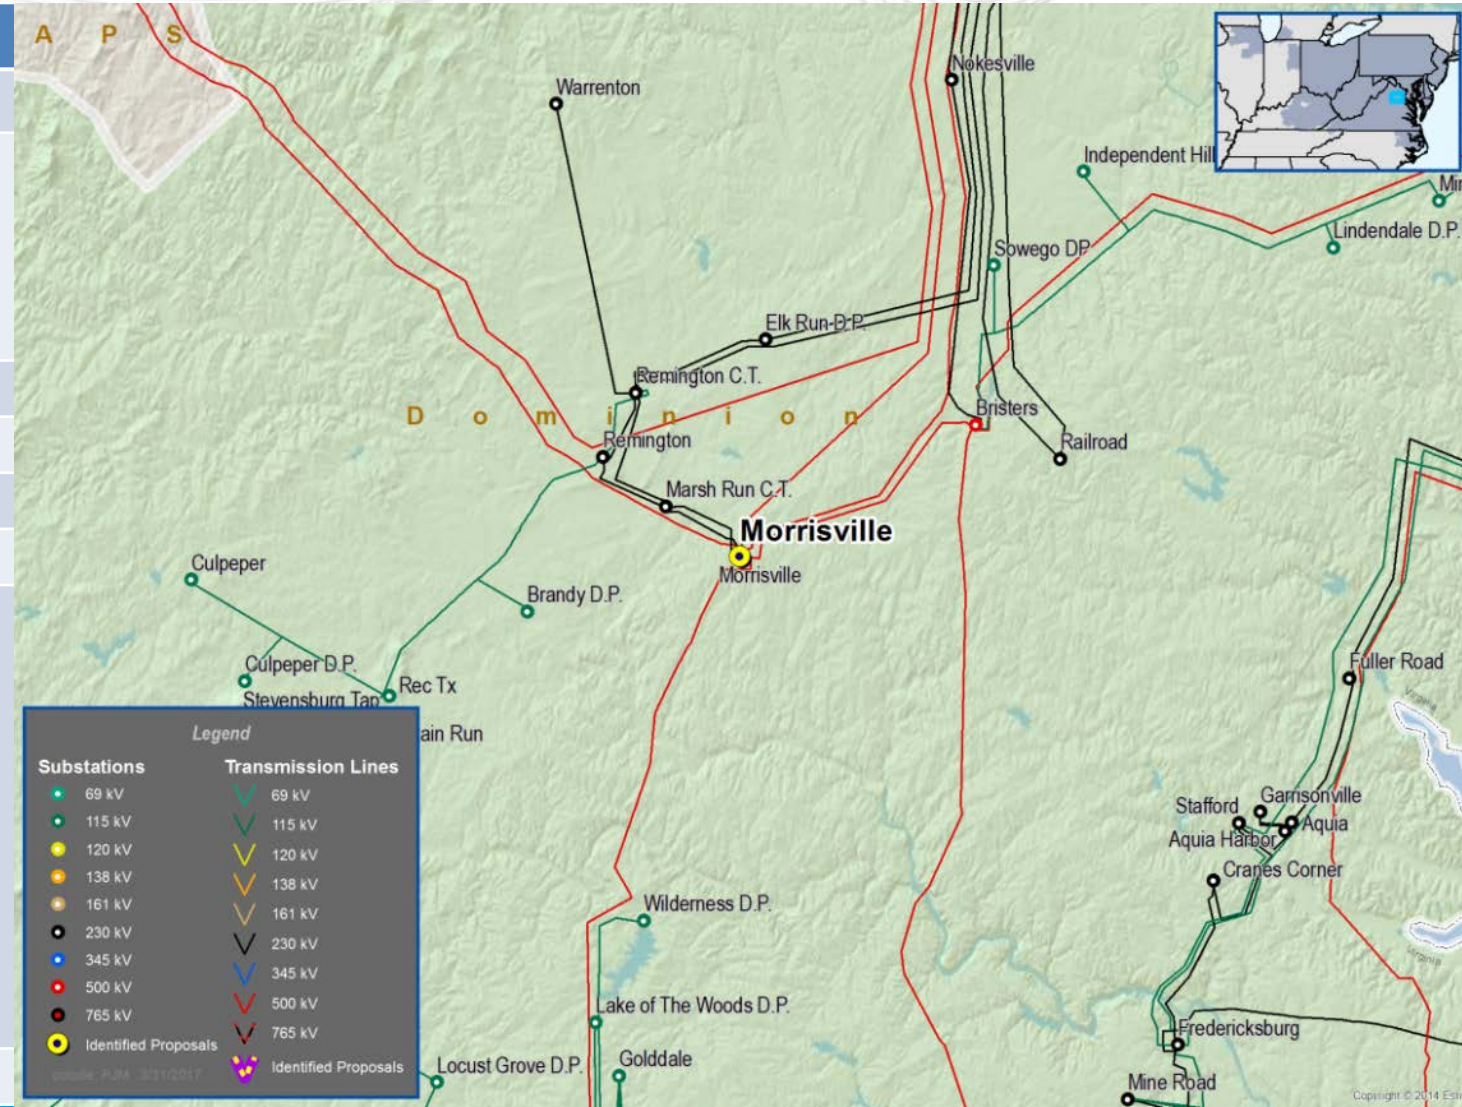 A P S
Warrenton
Nokesville
Independent Hill
Lindendale D.P.
Sowego DP
Elk Run D.P.
Remington C.T.
D o m i n i o n
Bristers
Remington
Railroad
Marsh Run C.T.
Morrisville
Morrisville
Culpeper
Brandy D.P.
Culpeper D.P.
Rec Tx
Stevensburg Tap
ain Run
Fuller Road
Virginia
Legend
Substations
Transmission Lines
69 kV
69 kV
115 kV
115 kV
120 kV
120 kV
138 kV
138 kV
161 kV
161 kV
230 kV
230 kV
345 kV
345 kV
500 kV
500 kV
765 kV
765 kV
Identified Proposals
Identified Proposals
Garrisonville
Stafford
Aquia
Aquia Harbor
Cranes Corner
Wilderness D.P.
Virginia
Lake of The Woods D.P.
Fredericksburg
Golddale
Locust Grove D.P.
Mine Road
Copyright © 2014 Esri